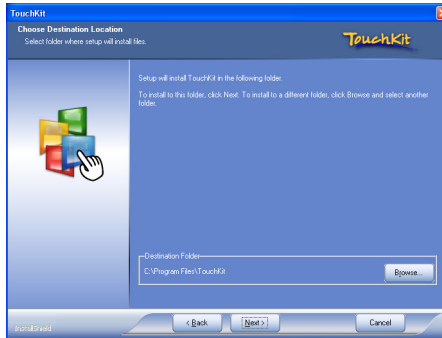 TouchKit
Choose Destination Location
Select folder where setup will install files.
TouchKit
Setup will install TouchKit in the following folder.
To install to this folder, click Next. To install to a different folder, click Browse and select another
folder.
Destination Folder
C:\Program Files\TouchKit
Browse...
InstallShield
< Back
Next >
Cancel